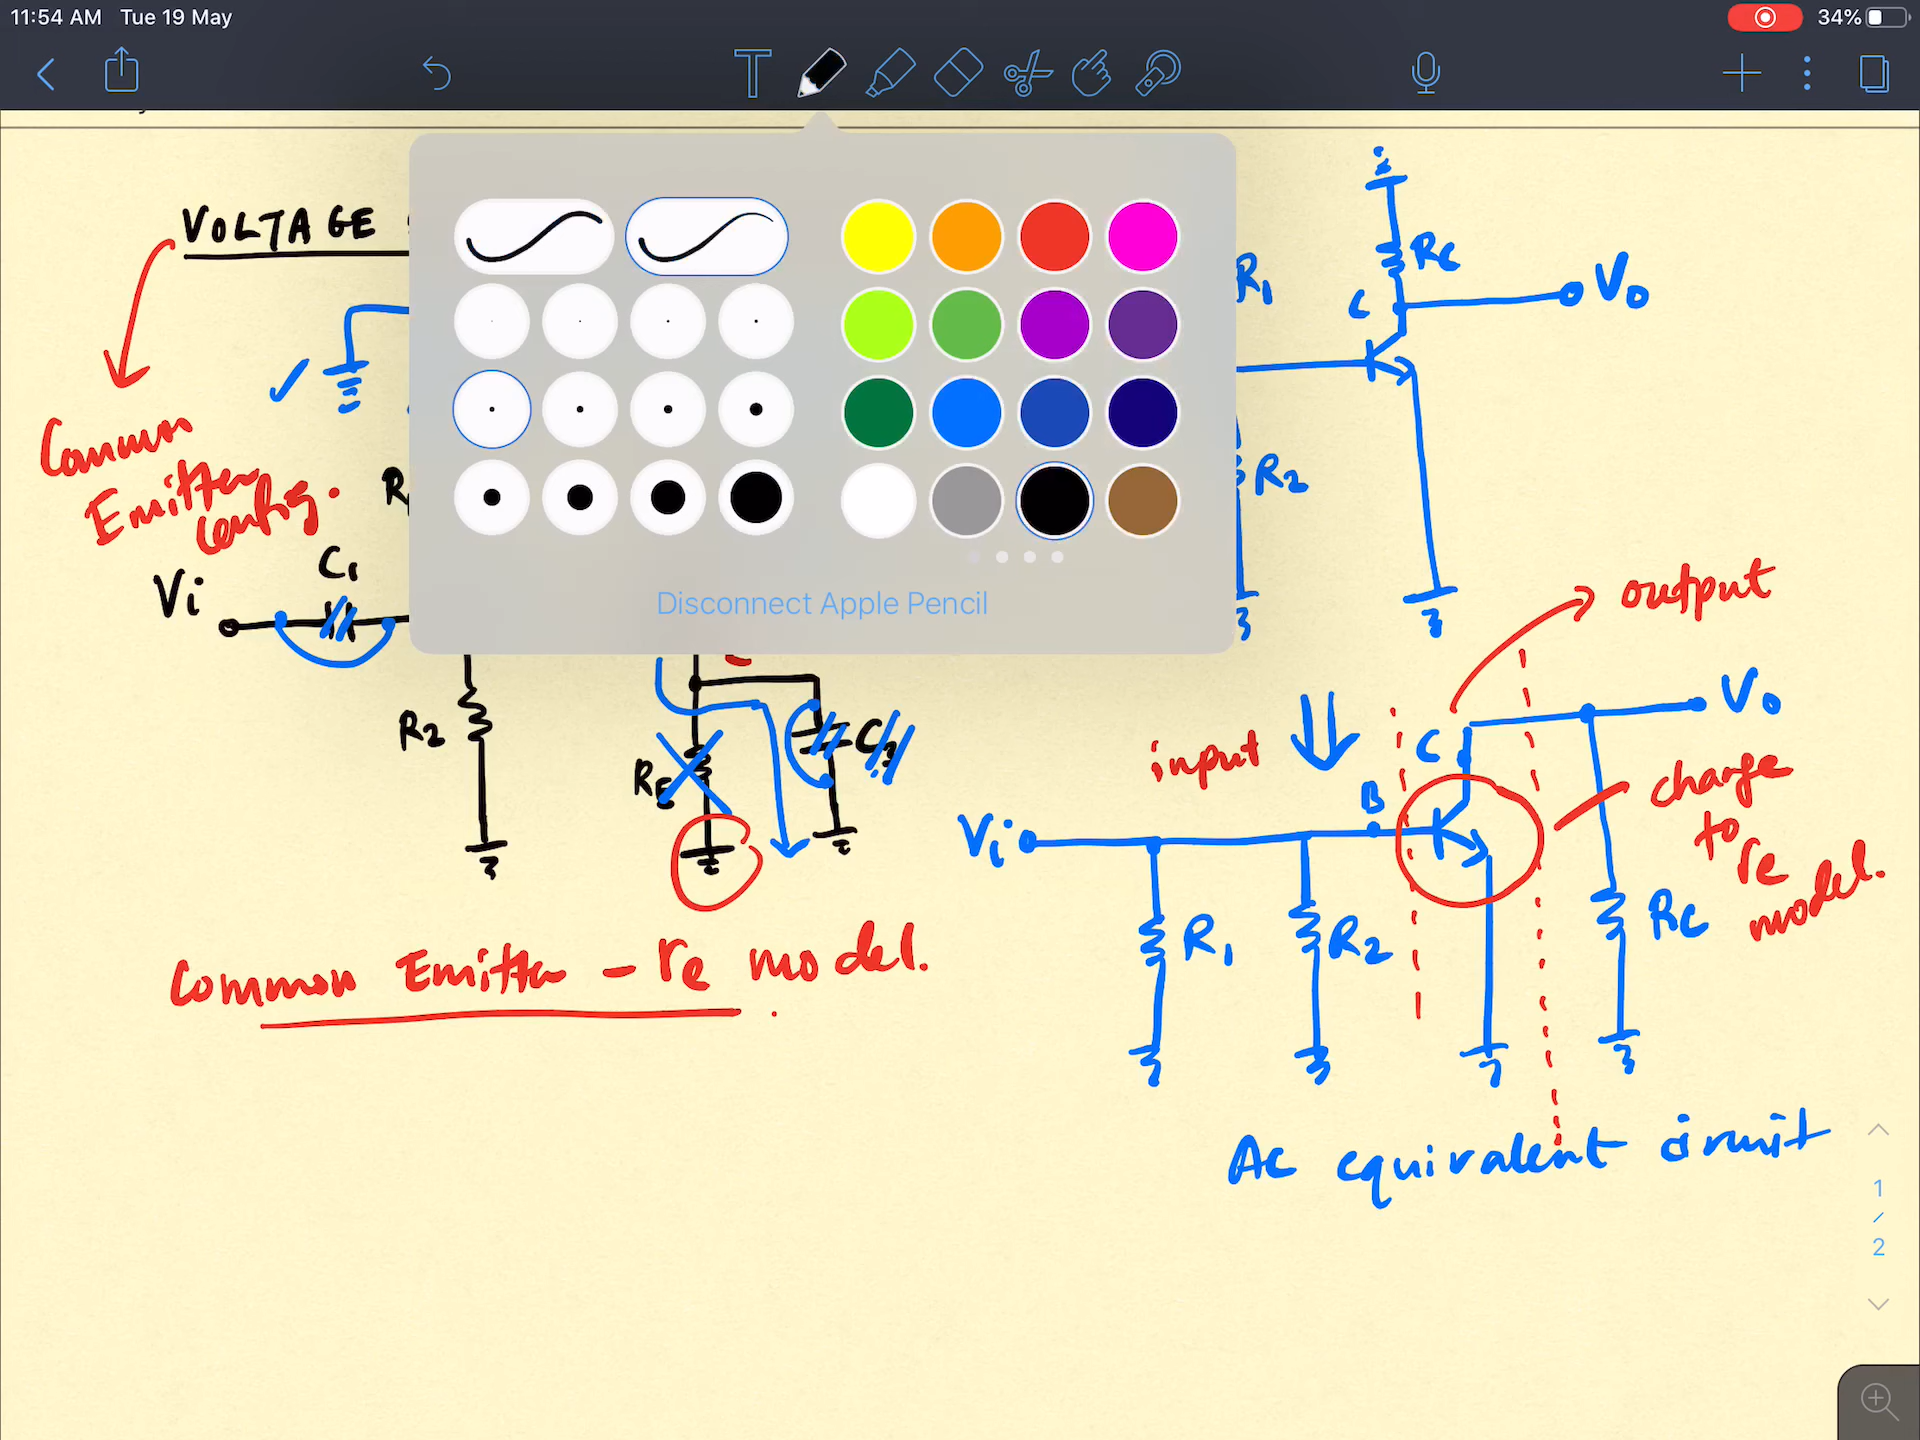 11:54 AM Tue 19 May
34%
VOLTAGE
Common
Emitter
config.
Vi
C1
R2
RE
Common Emitter - re model.
Disconnect Apple Pencil
R1
RC
C
Vo
R2
output
input
Vo
C
B
Vi
change
to
re
model.
R1
R2
RC
AC equivalent circuit
1
/
2